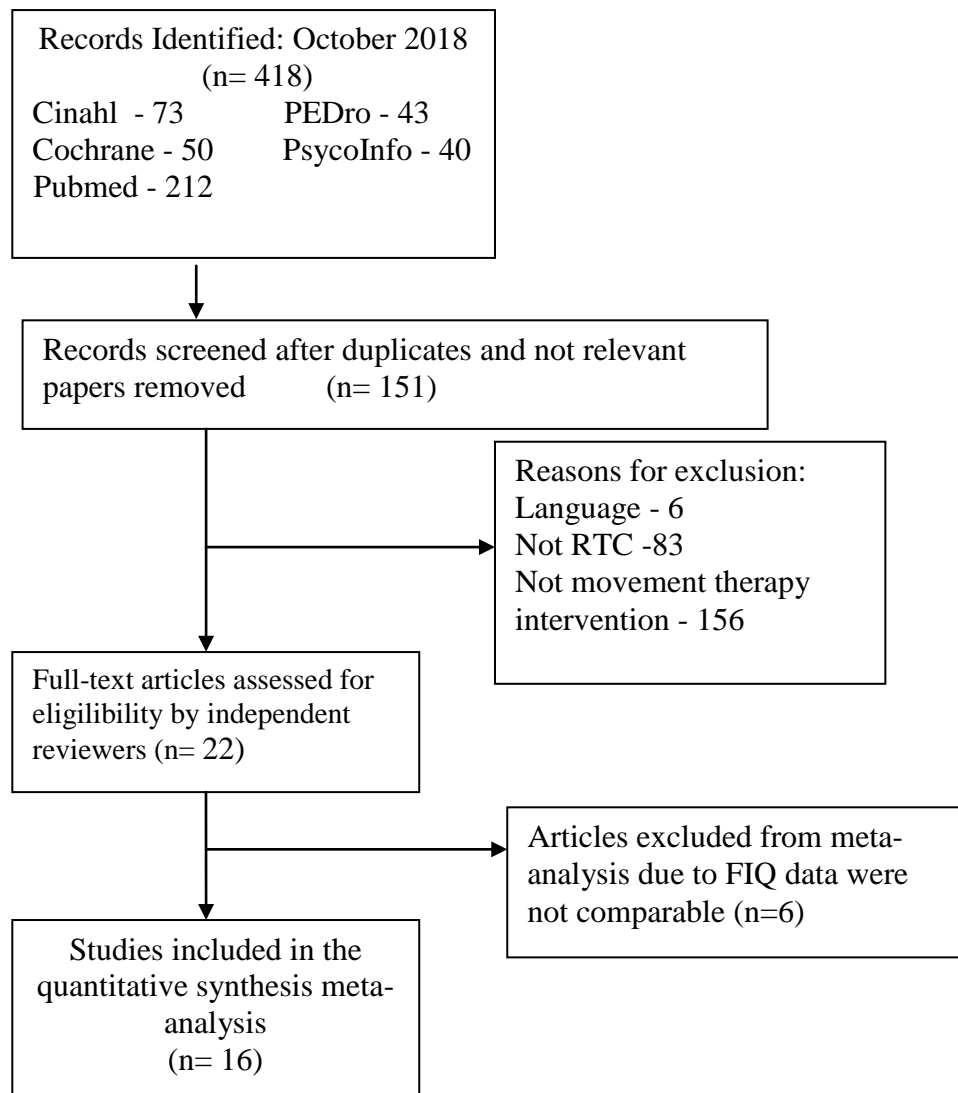 Records Identified: October 2018
(n= 418)
Cinahl - 73 PEDro - 43
Cochrane - 50 PsycoInfo - 40
Pubmed - 212
Records screened after duplicates and not relevant
papers removed (n= 151)
Reasons for exclusion:
Language - 6
Not RTC -83
Not movement therapy
intervention - 156
Full-text articles assessed for
eligilibility by independent
reviewers (n= 22)
Articles excluded from meta-
analysis due to FIQ data were
not comparable (n=6)
Studies included in the
quantitative synthesis meta-
analysis
(n= 16)